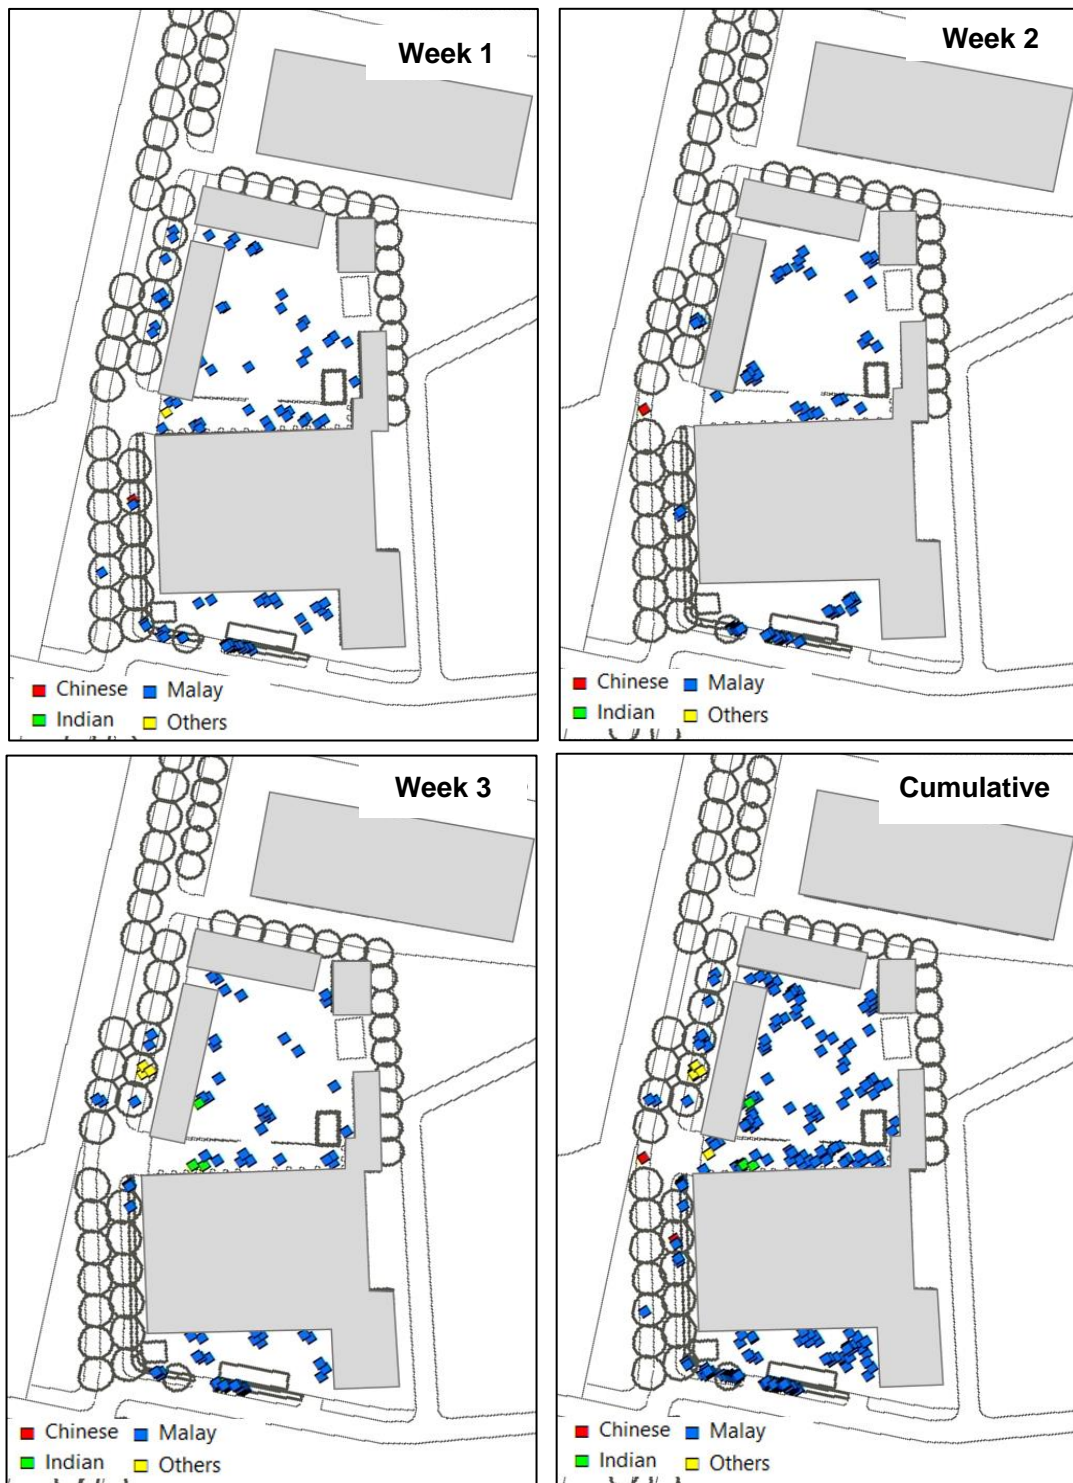 Week 1
Chinese Malay
Indian Others
Week 2
Chinese Malay
Indian Others
Week 3
Chinese Malay
Indian Others
Cumulative
Chinese Malay
Indian Others